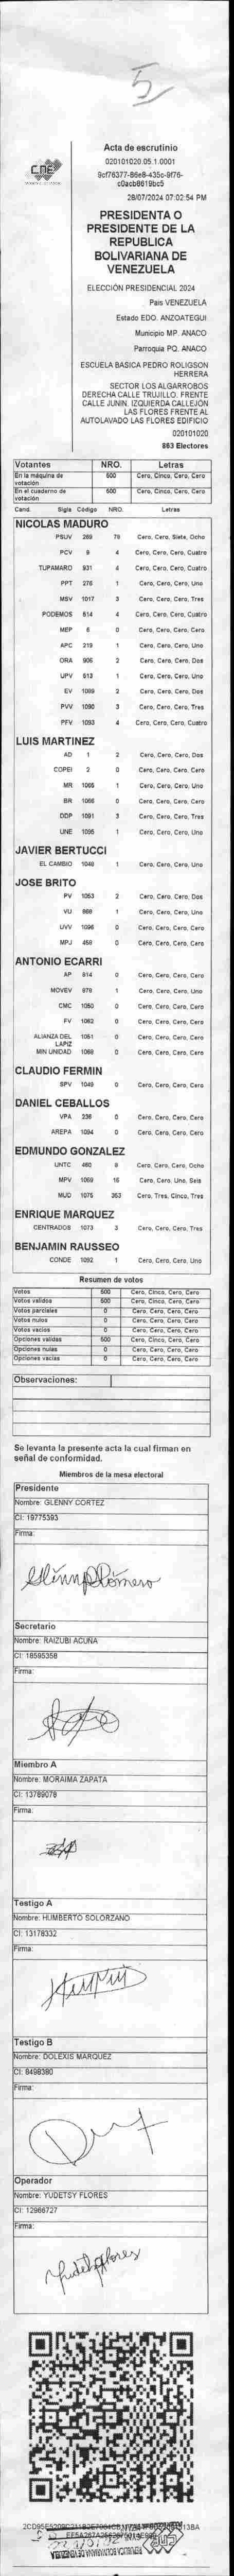 5
Acta de escrutinio
020101020.05.1.0001
9cf76377-86e8-435c-9f76-
c0acb8619bc5
28/07/2024 07:02:54 PM
CNE
PRESIDENTA O
PRESIDENTE DE LA
REPUBLICA
BOLIVARIANA DE
VENEZUELA
ELECCIÓN PRESIDENCIAL 2024
País VENEZUELA
Estado EDO. ANZOATEGUI
Municipio MP. ANACO
Parroquia PQ. ANACO
ESCUELA BASICA PEDRO ROLIGSON
HERRERA
SECTOR LOS ALGARROBOS
DERECHA CALLE TRUJILLO. FRENTE
CALLE JUNIN. IZQUIERDA CALLEJÓN
LAS FLORES FRENTE AL
AUTOLAVADO LAS FLORES EDIFICIO
020101020
863 Electores
Votantes NRO. Letras
En la máquina de votación 500 Cero, Cinco, Cero, Cero
En el cuaderno de votación 500 Cero, Cinco, Cero, Cero
Cand. Sigla Código NRO. Letras
NICOLAS MADURO
PSUV 269 78 Cero, Cero, Siete, Ocho
PCV 9 4 Cero, Cero, Cero, Cuatro
TUPAMARO 931 4 Cero, Cero, Cero, Cuatro
PPT 276 1 Cero, Cero, Cero, Uno
MSV 1017 3 Cero, Cero, Cero, Tres
PODEMOS 514 4 Cero, Cero, Cero, Cuatro
MEP 6 0 Cero, Cero, Cero, Cero
APC 219 1 Cero, Cero, Cero, Uno
ORA 906 2 Cero, Cero, Cero, Dos
UPV 513 1 Cero, Cero, Cero, Uno
EV 1089 2 Cero, Cero, Cero, Dos
PVV 1090 3 Cero, Cero, Cero, Tres
PFV 1093 4 Cero, Cero, Cero, Cuatro
LUIS MARTINEZ
AD 1 2 Cero, Cero, Cero, Dos
COPEI 2 0 Cero, Cero, Cero, Cero
MR 1065 1 Cero, Cero, Cero, Uno
BR 1066 0 Cero, Cero, Cero, Cero
DDP 1091 3 Cero, Cero, Cero, Tres
UNE 1095 1 Cero, Cero, Cero, Uno
JAVIER BERTUCCI
EL CAMBIO 1048 1 Cero, Cero, Cero, Uno
JOSE BRITO
PV 1053 2 Cero, Cero, Cero, Dos
VU 868 1 Cero, Cero, Cero, Uno
UVV 1096 0 Cero, Cero, Cero, Cero
MPJ 458 0 Cero, Cero, Cero, Cero
ANTONIO ECARRI
AP 814 0 Cero, Cero, Cero, Cero
MOVEV 978 1 Cero, Cero, Cero, Uno
CMC 1050 0 Cero, Cero, Cero, Cero
FV 1062 0 Cero, Cero, Cero, Cero
ALIANZA DEL LAPIZ 1051 0 Cero, Cero, Cero, Cero
MIN UNIDAD 1068 0 Cero, Cero, Cero, Cero
CLAUDIO FERMIN
SPV 1049 0 Cero, Cero, Cero, Cero
DANIEL CEBALLOS
VPA 236 0 Cero, Cero, Cero, Cero
AREPA 1094 0 Cero, Cero, Cero, Cero
EDMUNDO GONZALEZ
UNTC 460 8 Cero, Cero, Cero, Ocho
MPV 1069 16 Cero, Cero, Uno, Seis
MUD 1075 353 Cero, Tres, Cinco, Tres
ENRIQUE MARQUEZ
CENTRADOS 1073 3 Cero, Cero, Cero, Tres
BENJAMIN RAUSSEO
CONDE 1092 1 Cero, Cero, Cero, Uno
Resumen de votos
Votos 500 Cero, Cinco, Cero, Cero
Votos validos 500 Cero, Cinco, Cero, Cero
Votos parciales 0 Cero, Cero, Cero, Cero
Votos nulos 0 Cero, Cero, Cero, Cero
Votos vacios 0 Cero, Cero, Cero, Cero
Opciones validas 500 Cero, Cinco, Cero, Cero
Opciones nulas 0 Cero, Cero, Cero, Cero
Opciones vacias 0 Cero, Cero, Cero, Cero
Observaciones:
Se levanta la presente acta la cual firman en
señal de conformidad.
Miembros de la mesa electoral
Presidente
Nombre: GLENNY CORTEZ
CI: 19775393
Firma:
Secretario
Nombre: RAIZUBI ACUÑA
CI: 18595358
Firma:
Miembro A
Nombre: MORAIMA ZAPATA
CI: 13789078
Firma:
Testigo A
Nombre: HUMBERTO SOLORZANO
CI: 13178332
Firma:
Testigo B
Nombre: DOLEXIS MARQUEZ
CI: 8498380
Firma:
Operador
Nombre: YUDETSY FLORES
CI: 12966727
Firma:
REPÚBLICA BOLIVARIANA DE VENEZUELA